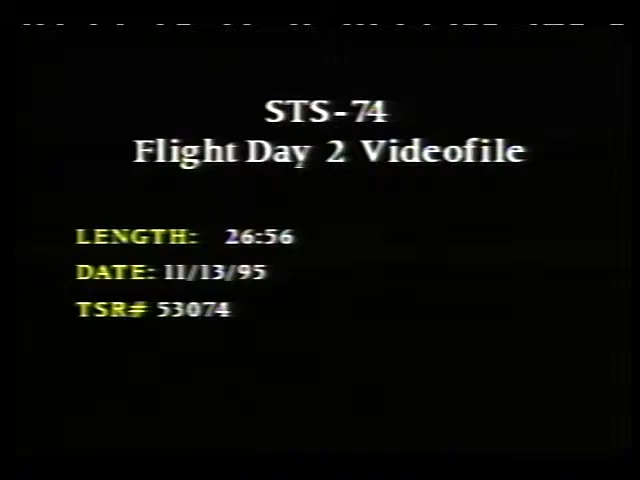 STS-74
Flight Day 2 Videofile
LENGTH: 26:56
DATE: 11/13/95
TSR# 53074